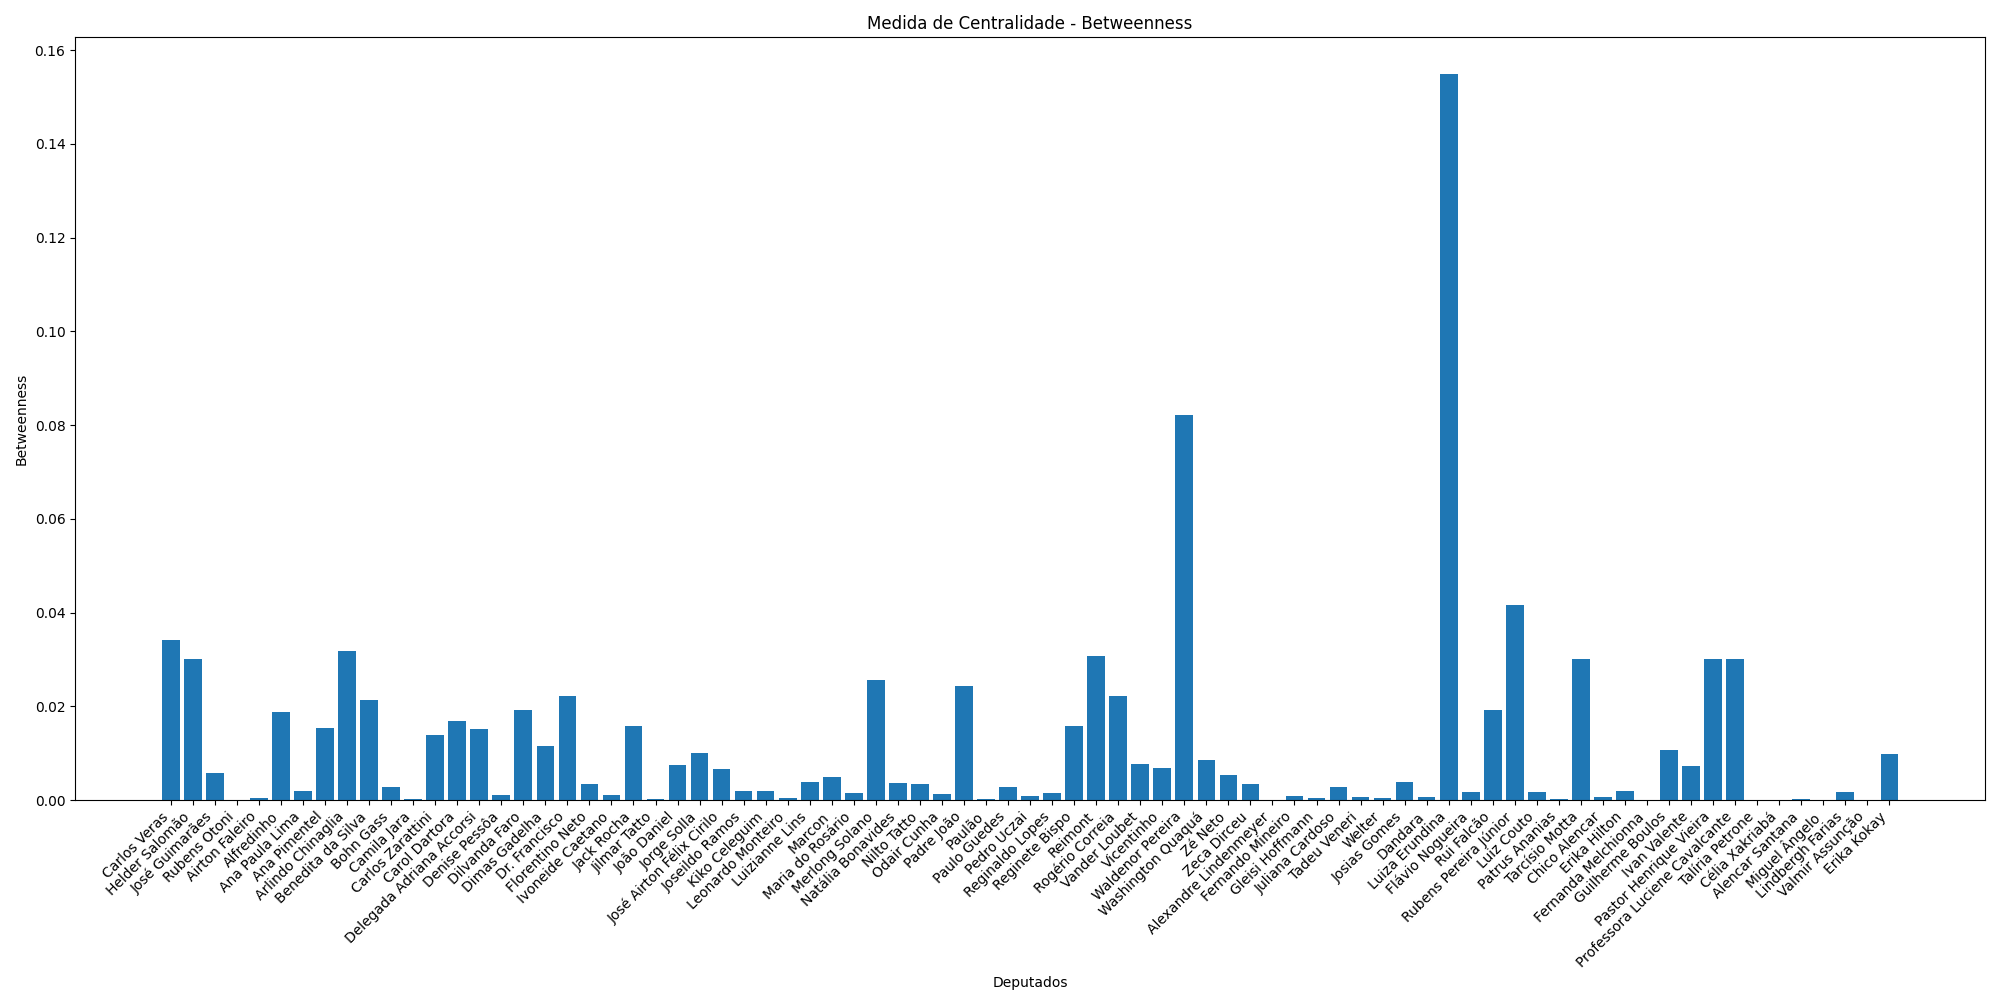 Medida de Centralidade - Betweenness
Betweenness
0.16
0.14
0.12
0.10
0.08
0.06
0.04
0.02
0.00
Carlos Veras
Helder Salomão
José Guimarães
Rubens Otoni
Airton Faleiro
Alfredinho
Ana Paula Lima
Ana Pimentel
Arlindo Chinaglia
Benedita da Silva
Bohn Gass
Camila Jara
Carlos Zarattini
Carol Dartora
Delegada Adriana Accorsi
Denise Pessôa
Dilvanda Faro
Dimas Gadelha
Dr. Francisco
Florentino Neto
Ivoneide Caetano
Jack Rocha
Jilmar Tatto
João Daniel
Jorge Solla
José Airton Félix Cirilo
Joseildo Ramos
Kiko Celeguim
Leonardo Monteiro
Luizianne Lins
Marcon
Maria do Rosário
Merlong Solano
Natália Bonavides
Nilto Tatto
Odair Cunha
Padre João
Paulão
Paulo Guedes
Pedro Uczai
Reginaldo Lopes
Reginete Bispo
Reimont
Rogério Correia
Vander Loubet
Vicentinho
Waldenor Pereira
Washington Quaquá
Zé Neto
Zeca Dirceu
Alexandre Lindenmeyer
Fernando Mineiro
Gleisi Hoffmann
Juliana Cardoso
Tadeu Veneri
Welter
Josias Gomes
Dandara
Luiza Erundina
Flávio Nogueira
Rui Falcão
Rubens Pereira Júnior
Luiz Couto
Patrus Ananias
Tarcísio Motta
Chico Alencar
Erika Hilton
Fernanda Melchionna
Guilherme Boulos
Ivan Valente
Pastor Henrique Vieira
Professora Luciene Cavalcante
Talíria Petrone
Célia Xakriabá
Alencar Santana
Miguel Ângelo
Lindbergh Farias
Valmir Assunção
Erika Kokay
Deputados